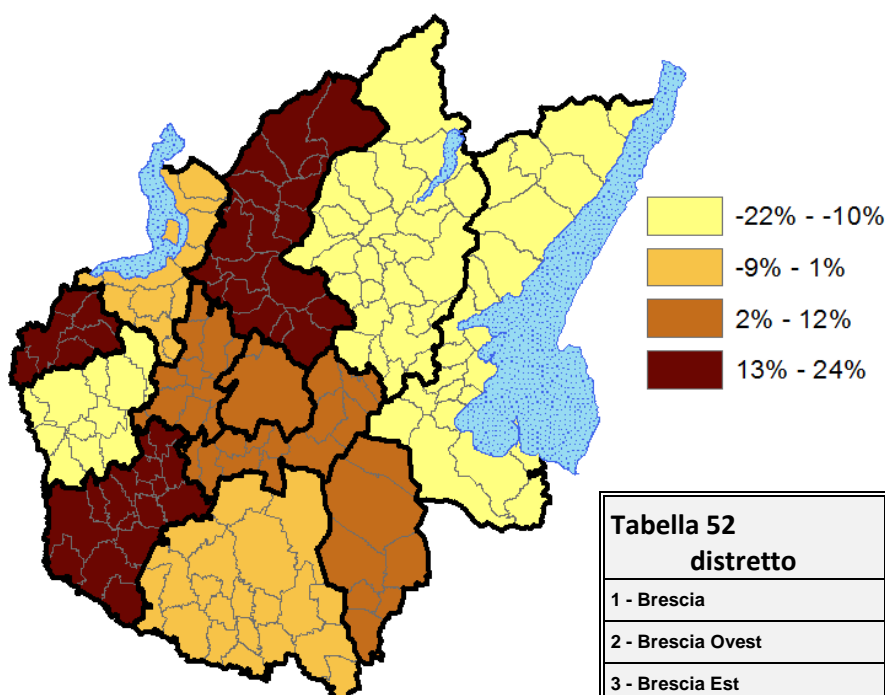 -22% - -10%
-9% - 1%
2% - 12%
13% - 24%
Tabella 52
distretto
1 - Brescia
2 - Brescia Ovest
3 - Brescia Est